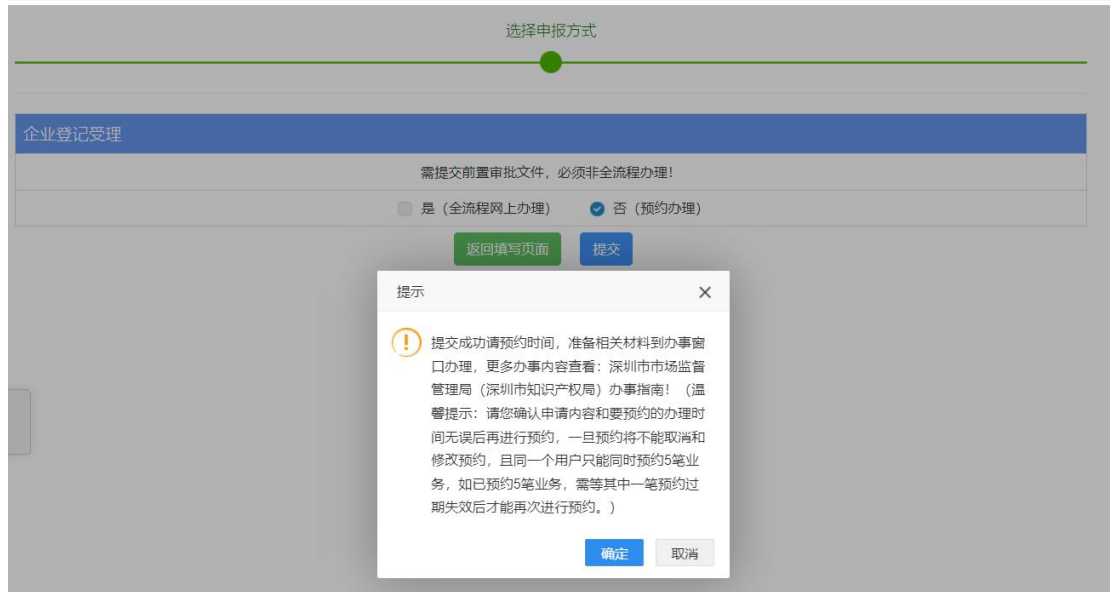 选择申报方式
企业登记受理
需提交前置审批文件，必须非全流程办理！
是（全流程网上办理） 否（预约办理）
返回填写页面 提交
提示
提交成功请预约时间，准备相关材料到办事窗
口办理，更多办事内容查看：深圳市市场监督
管理局（深圳市知识产权局）办事指南！（温
馨提示：请您确认申请内容和要预约的办理时
间无误后再进行预约，一旦预约将不能取消和
修改预约，且同一个用户只能同时预约5笔业
务，如已预约5笔业务，需等其中一笔预约过
期失效后才能再次进行预约。）
确定 取消